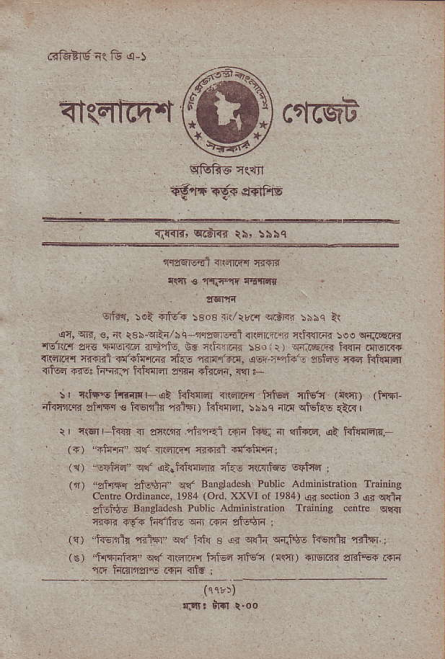 রেজিষ্টার্ড নং ডি এ-১
বাংলাদেশ
গণপ্রজাতন্ত্রী বাংলাদেশ
সরকার
গেজেট
অতিরিক্ত সংখ্যা
কর্তৃপক্ষ কর্তৃক প্রকাশিত
বুধবার, অক্টোবর ২৯, ১৯৯৭
গণপ্রজাতন্ত্রী বাংলাদেশ সরকার
মৎস্য ও পশুসম্পদ মন্ত্রণালয়
প্রজ্ঞাপন
তারিখ, ১৩ই কার্তিক ১৪০৪ বাং/২৮শে অক্টোবর ১৯৯৭ ইং
এস, আর, ও, নং ২৪৯-আইন/৯৭—গণপ্রজাতন্ত্রী বাংলাদেশের সংবিধানের ১৩৩ অনুচ্ছেদের
শর্তাংশে প্রদত্ত ক্ষমতাবলে রাষ্ট্রপতি, উক্ত সংবিধানের ১৪০(২) অনুচ্ছেদের বিধান মোতাবেক
বাংলাদেশ সরকারী কর্ম কমিশনের সহিত পরামর্শক্রমে, এতদসম্পর্কিত প্রচলিত সকল বিধিমালা
বাতিল করতঃ নিম্নরূপ বিধিমালা প্রণয়ন করিলেন, যথা :—
১। সংক্ষিপ্ত শিরনাম।—এই বিধিমালা বাংলাদেশ সিভিল সার্ভিস (মৎস্য) (শিক্ষা-
নবিসগণের প্রশিক্ষণ ও বিভাগীয় পরীক্ষা) বিধিমালা, ১৯৯৭ নামে অভিহিত হইবে।
২। সংজ্ঞা।—বিষয় বা প্রসংগের পরিপন্থী কোন কিছু না থাকিলে, এই বিধিমালায়,—
(ক) “কমিশন” অর্থ বাংলাদেশ সরকারী কর্ম কমিশন;
(খ) “তফসিল” অর্থ এই বিধিমালার সহিত সংযোজিত তফসিল ;
(গ) “প্রশিক্ষণ প্রতিষ্ঠান” অর্থ Bangladesh Public Administration Training
Centre Ordinance, 1984 (Ord, XXVI of 1984) এর section 3 এর অধীন
প্রতিষ্ঠিত Bangladesh Public Administration Training centre অথবা
সরকার কর্তৃক নির্ধারিত অন্য কোন প্রতিষ্ঠান ;
(ঘ) “বিভাগীয় পরীক্ষা” অর্থ বিধি ৪ এর অধীন অনুষ্ঠিত বিভাগীয় পরীক্ষা ;
(ঙ) “শিক্ষানবিস” অর্থ বাংলাদেশ সিভিল সার্ভিস (মৎস্য) ক্যাডারের প্রারম্ভিক কোন
পদে নিয়োগপ্রাপ্ত কোন ব্যক্তি ;
(৭৭৮১)
মূল্যঃ টাকা ২·০০